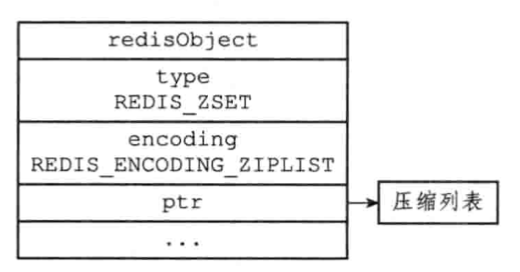 redisObject
type
REDIS_ZSET
encoding
REDIS_ENCODING_ZIPLIST
ptr
压缩列表
...